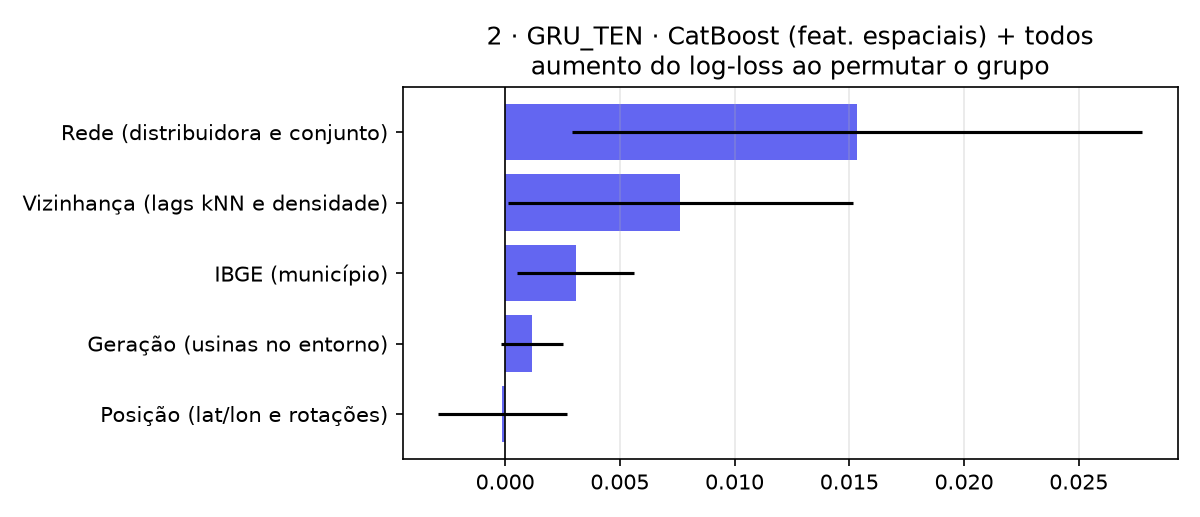 2 · GRU_TEN · CatBoost (feat. espaciais) + todos
aumento do log-loss ao permutar o grupo
Rede (distribuidora e conjunto)
Vizinhança (lags kNN e densidade)
IBGE (município)
Geração (usinas no entorno)
Posição (lat/lon e rotações)
0.000 0.005 0.010 0.015 0.020 0.025